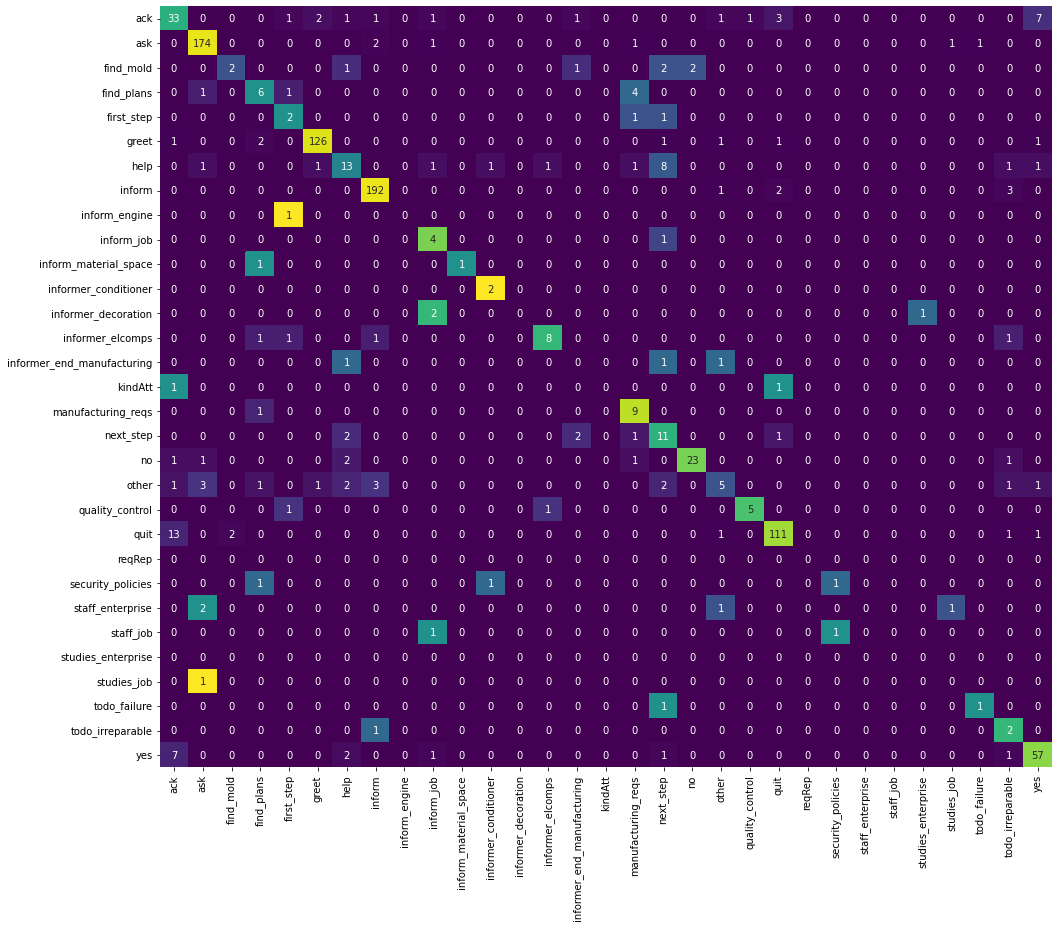 ack 33 0 0 0 1 2 1 1 0 1 0 0 0 0 1 0 0 0 0 1 1 3 0 0 0 0 0 0 0 0 7
ask 0 174 0 0 0 0 0 2 0 1 0 0 0 0 0 0 1 0 0 0 0 0 0 0 0 0 0 1 1 0 0
find_mold 0 0 2 0 0 0 1 0 0 0 0 0 0 0 1 0 0 2 2 0 0 0 0 0 0 0 0 0 0 0 0
find_plans 0 1 0 6 1 0 0 0 0 0 0 0 0 0 0 0 4 0 0 0 0 0 0 0 0 0 0 0 0 0 0
first_step 0 0 0 0 2 0 0 0 0 0 0 0 0 0 0 0 1 1 0 0 0 0 0 0 0 0 0 0 0 0 0
greet 1 0 0 2 0 126 0 0 0 0 0 0 0 0 0 0 0 1 0 1 0 1 0 0 0 0 0 0 0 0 1
help 0 1 0 0 0 1 13 0 0 1 0 1 0 1 0 0 1 8 0 0 0 0 0 0 0 0 0 0 0 1 1
inform 0 0 0 0 0 0 0 192 0 0 0 0 0 0 0 0 0 0 0 1 0 2 0 0 0 0 0 0 0 3 0
inform_engine 0 0 0 0 1 0 0 0 0 0 0 0 0 0 0 0 0 0 0 0 0 0 0 0 0 0 0 0 0 0 0
inform_job 0 0 0 0 0 0 0 0 0 4 0 0 0 0 0 0 0 1 0 0 0 0 0 0 0 0 0 0 0 0 0
inform_material_space 0 0 0 1 0 0 0 0 0 0 1 0 0 0 0 0 0 0 0 0 0 0 0 0 0 0 0 0 0 0 0
informer_conditioner 0 0 0 0 0 0 0 0 0 0 0 2 0 0 0 0 0 0 0 0 0 0 0 0 0 0 0 0 0 0 0
informer_decoration 0 0 0 0 0 0 0 0 0 2 0 0 0 0 0 0 0 0 0 0 0 0 0 0 0 0 1 0 0 0 0
informer_elcomps 0 0 0 1 1 0 0 1 0 0 0 0 0 8 0 0 0 0 0 0 0 0 0 0 0 0 0 0 0 1 0
informer_end_manufacturing 0 0 0 0 0 0 1 0 0 0 0 0 0 0 0 0 0 1 0 1 0 0 0 0 0 0 0 0 0 0 0
kindAtt 1 0 0 0 0 0 0 0 0 0 0 0 0 0 0 0 0 0 0 0 0 1 0 0 0 0 0 0 0 0 0
manufacturing_reqs 0 0 0 1 0 0 0 0 0 0 0 0 0 0 0 0 9 0 0 0 0 0 0 0 0 0 0 0 0 0 0
next_step 0 0 0 0 0 0 2 0 0 0 0 0 0 0 2 0 1 11 0 0 0 1 0 0 0 0 0 0 0 0 0
no 1 1 0 0 0 0 2 0 0 0 0 0 0 0 0 0 1 0 23 0 0 0 0 0 0 0 0 0 0 1 0
other 1 3 0 1 0 1 2 3 0 0 0 0 0 0 0 0 0 2 0 5 0 0 0 0 0 0 0 0 0 1 1
quality_control 0 0 0 0 1 0 0 0 0 0 0 0 0 1 0 0 0 0 0 0 5 0 0 0 0 0 0 0 0 0 0
quit 13 0 2 0 0 0 0 0 0 0 0 0 0 0 0 0 0 0 0 1 0 111 0 0 0 0 0 0 0 1 1
reqRep 0 0 0 0 0 0 0 0 0 0 0 0 0 0 0 0 0 0 0 0 0 0 0 0 0 0 0 0 0 0 0
security_policies 0 0 0 1 0 0 0 0 0 0 0 1 0 0 0 0 0 0 0 0 0 0 0 1 0 0 0 0 0 0 0
staff_enterprise 0 2 0 0 0 0 0 0 0 0 0 0 0 0 0 0 0 0 0 1 0 0 0 0 0 0 0 1 0 0 0
staff_job 0 0 0 0 0 0 0 0 0 1 0 0 0 0 0 0 0 0 0 0 0 0 0 1 0 0 0 0 0 0 0
studies_enterprise 0 0 0 0 0 0 0 0 0 0 0 0 0 0 0 0 0 0 0 0 0 0 0 0 0 0 0 0 0 0 0
studies_job 0 1 0 0 0 0 0 0 0 0 0 0 0 0 0 0 0 0 0 0 0 0 0 0 0 0 0 0 0 0 0
todo_failure 0 0 0 0 0 0 0 0 0 0 0 0 0 0 0 0 0 1 0 0 0 0 0 0 0 0 0 0 1 0 0
todo_irreparable 0 0 0 0 0 0 0 1 0 0 0 0 0 0 0 0 0 0 0 0 0 0 0 0 0 0 0 0 0 2 0
yes 7 0 0 0 0 0 2 0 0 1 0 0 0 0 0 0 0 1 0 0 0 0 0 0 0 0 0 0 0 1 57
ack
ask
find_mold
find_plans
first_step
greet
help
inform
inform_engine
inform_job
inform_material_space
informer_conditioner
informer_decoration
informer_elcomps
informer_end_manufacturing
kindAtt
manufacturing_reqs
next_step
no
other
quality_control
quit
reqRep
security_policies
staff_enterprise
staff_job
studies_enterprise
studies_job
todo_failure
todo_irreparable
yes